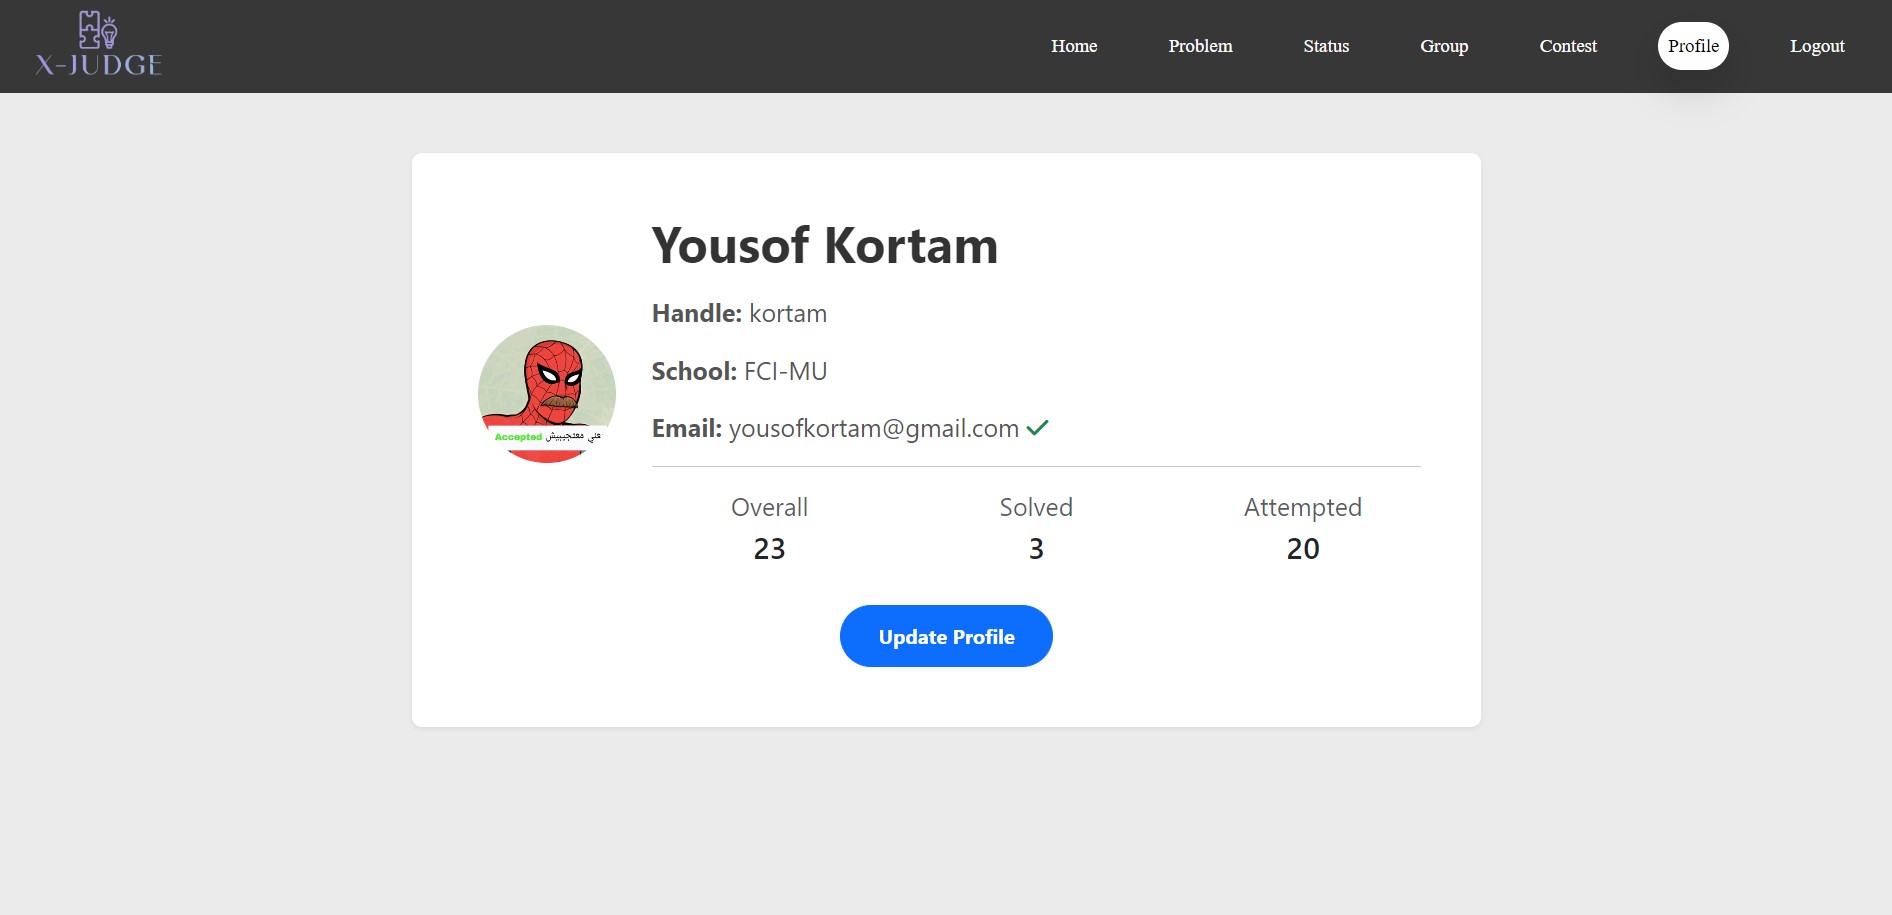 X-JUDGE
Home Problem Status Group Contest Profile Logout
Yousof Kortam
Handle: kortam
School: FCI-MU
Email: yousofkortam@gmail.com
Accepted
Overall Solved Attempted
23 3 20
Update Profile